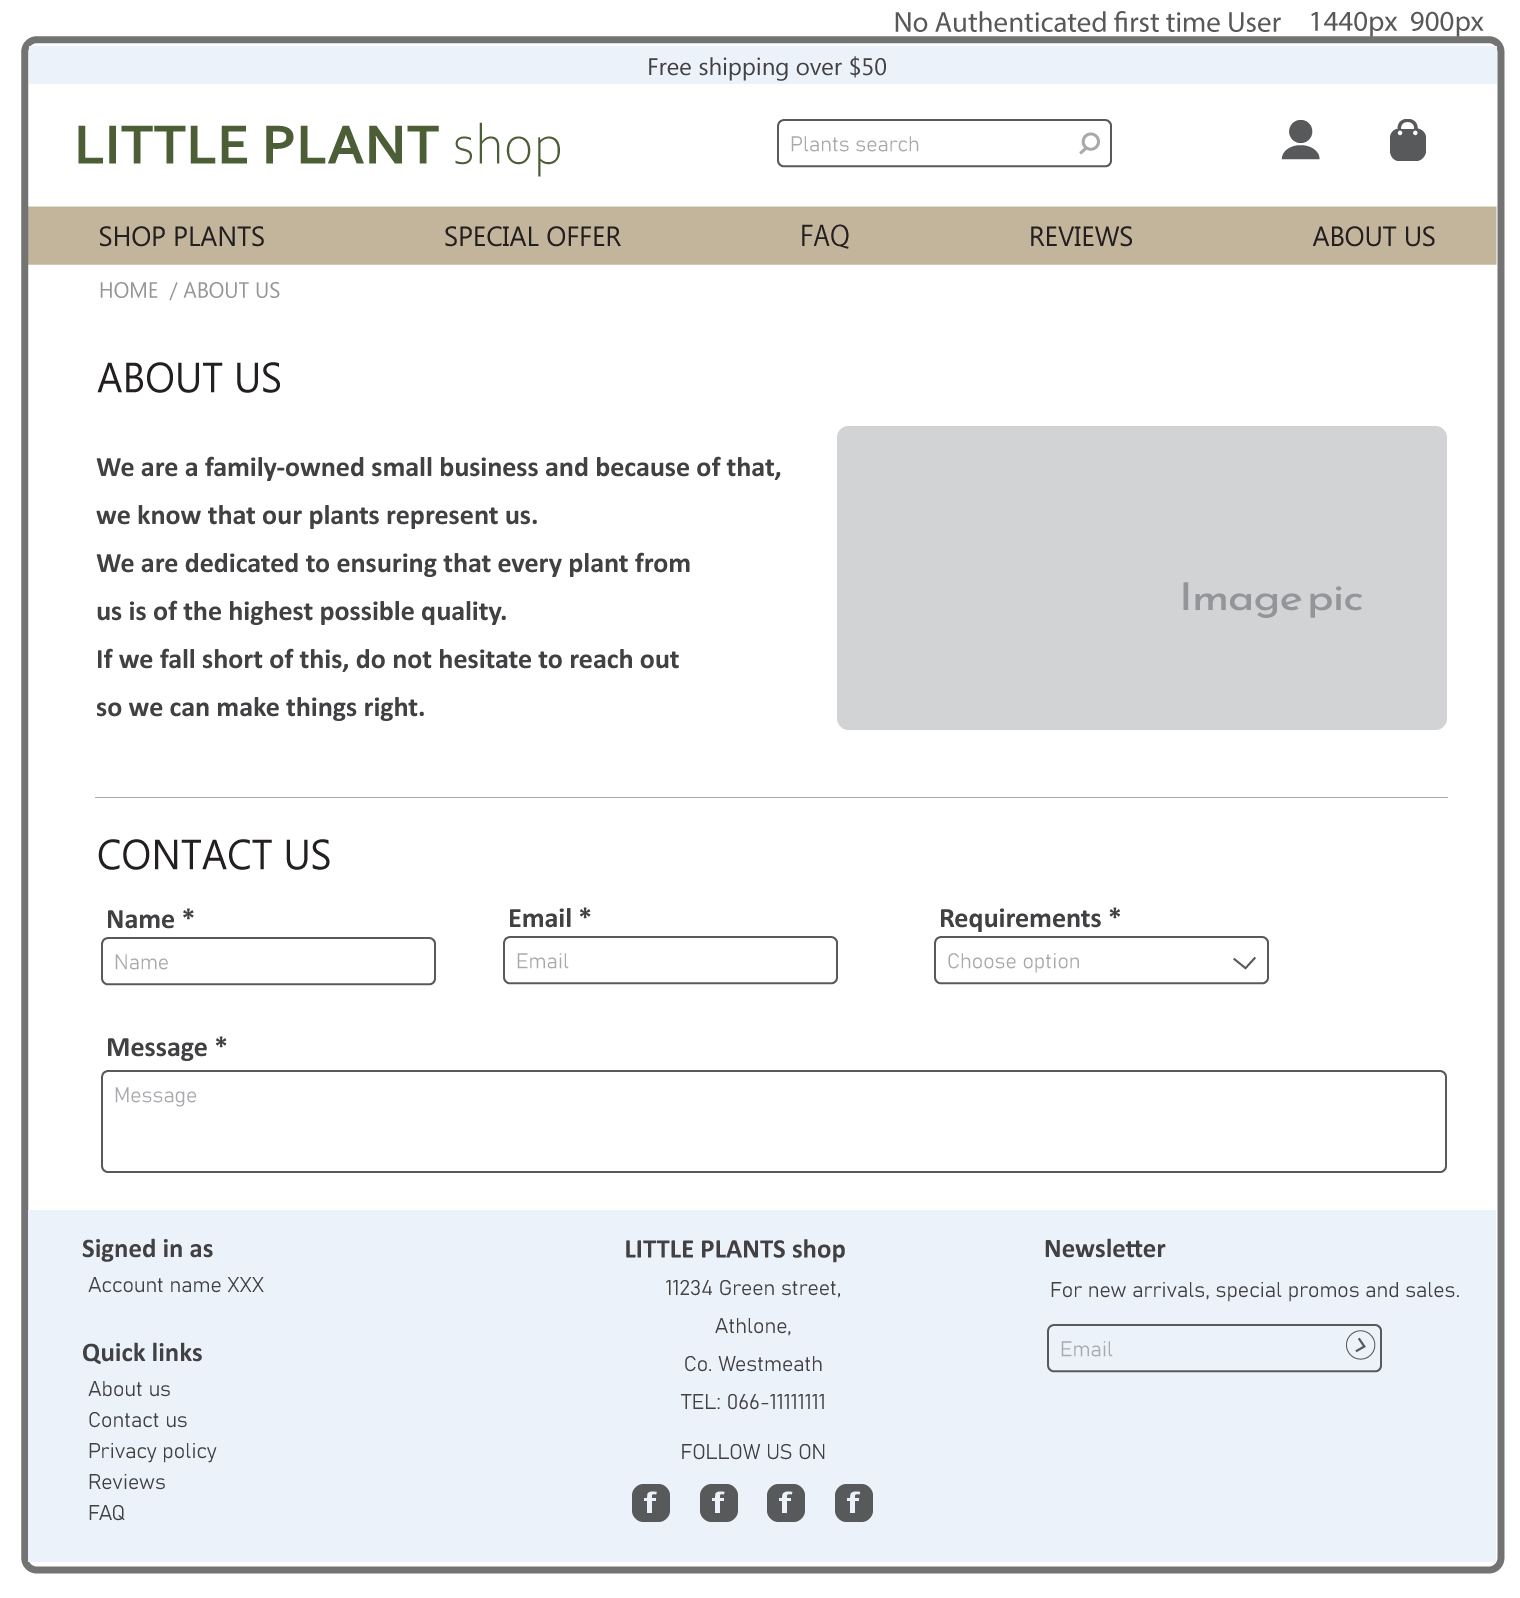 No Authenticated first time User 1440px 900px
Free shipping over $50
LITTLE PLANT shop
Plants search
SHOP PLANTS SPECIAL OFFER FAQ REVIEWS ABOUT US
HOME / ABOUT US
ABOUT US
We are a family-owned small business and because of that,
we know that our plants represent us.
We are dedicated to ensuring that every plant from
us is of the highest possible quality.
If we fall short of this, do not hesitate to reach out
so we can make things right.
Image pic
CONTACT US
Name *
Name
Email *
Email
Requirements *
Choose option
Message *
Message
Signed in as
Account name XXX
Quick links
About us
Contact us
Privacy policy
Reviews
FAQ
LITTLE PLANTS shop
11234 Green street,
Athlone,
Co. Westmeath
TEL: 066-11111111
FOLLOW US ON
f f f f
Newsletter
For new arrivals, special promos and sales.
Email